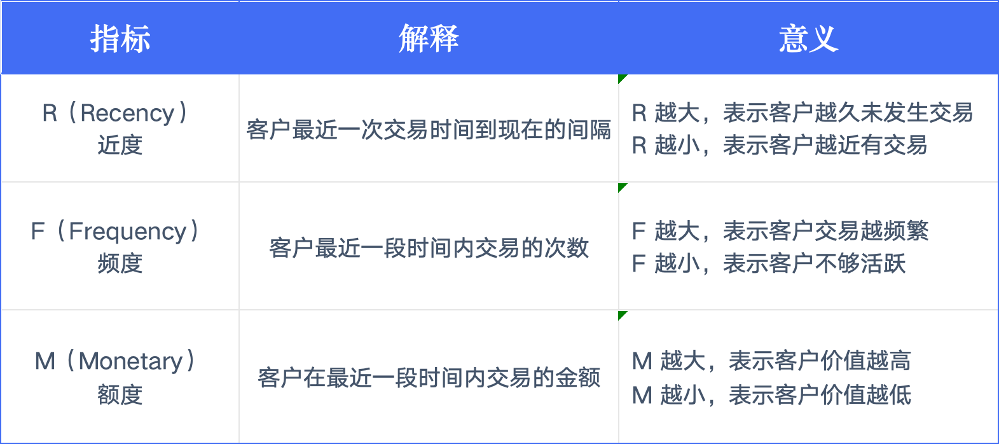 指标 解释 意义
R（Recency）
近度
客户最近一次交易时间到现在的间隔
R 越大，表示客户越久未发生交易
R 越小，表示客户越近有交易
F（Frequency）
频度
客户最近一段时间内交易的次数
F 越大，表示客户交易越频繁
F 越小，表示客户不够活跃
M（Monetary）
额度
客户在最近一段时间内交易的金额
M 越大，表示客户价值越高
M 越小，表示客户价值越低